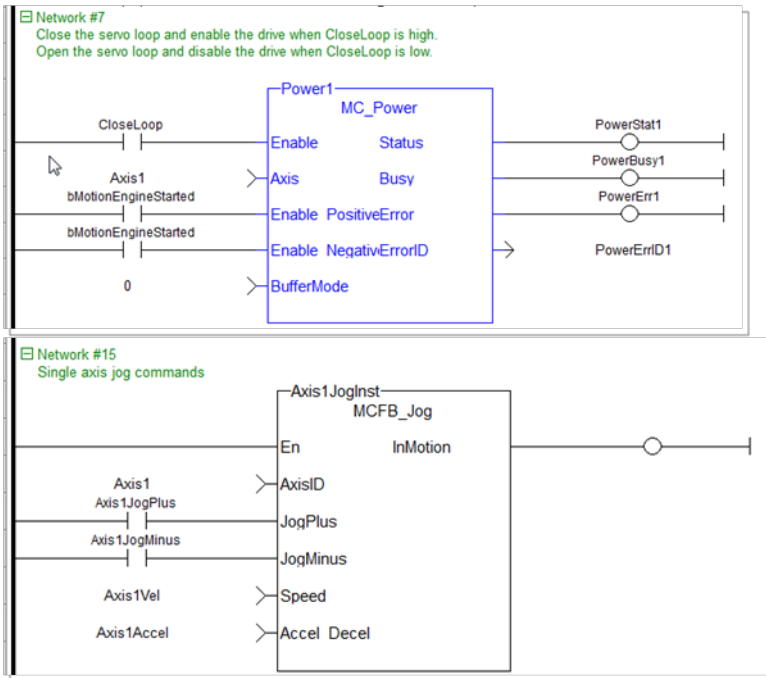 Network #7
Close the servo loop and enable the drive when CloseLoop is high.
Open the servo loop and disable the drive when CloseLoop is low.
Power1
MC_Power
CloseLoop
PowerStat1
Enable Status
PowerBusy1
Axis1
Axis Busy
bMotionEngineStarted
PowerErr1
Enable PositiveError
bMotionEngineStarted
Enable NegativErrorID
PowerErrID1
0
BufferMode
Network #15
Single axis jog commands
Axis1JogInst
MCFB_Jog
En InMotion
Axis1
AxisID
Axis1JogPlus
JogPlus
Axis1JogMinus
JogMinus
Axis1Vel
Speed
Axis1Accel
Accel Decel